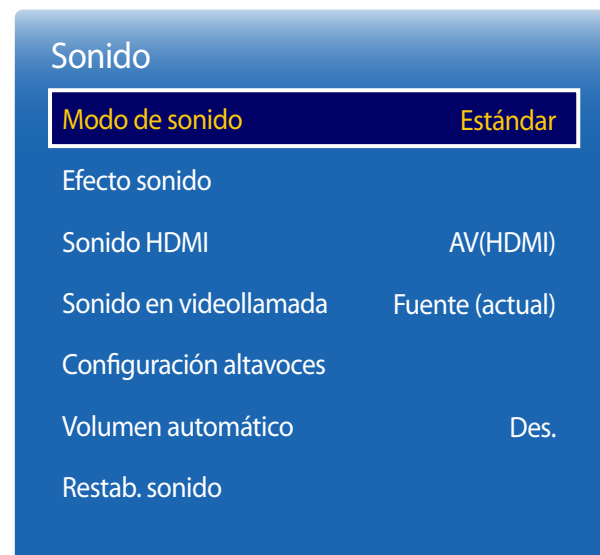 Sonido
Modo de sonido Estándar
Efecto sonido
Sonido HDMI AV(HDMI)
Sonido en videollamada Fuente (actual)
Configuración altavoces
Volumen automático Des.
Restab. sonido